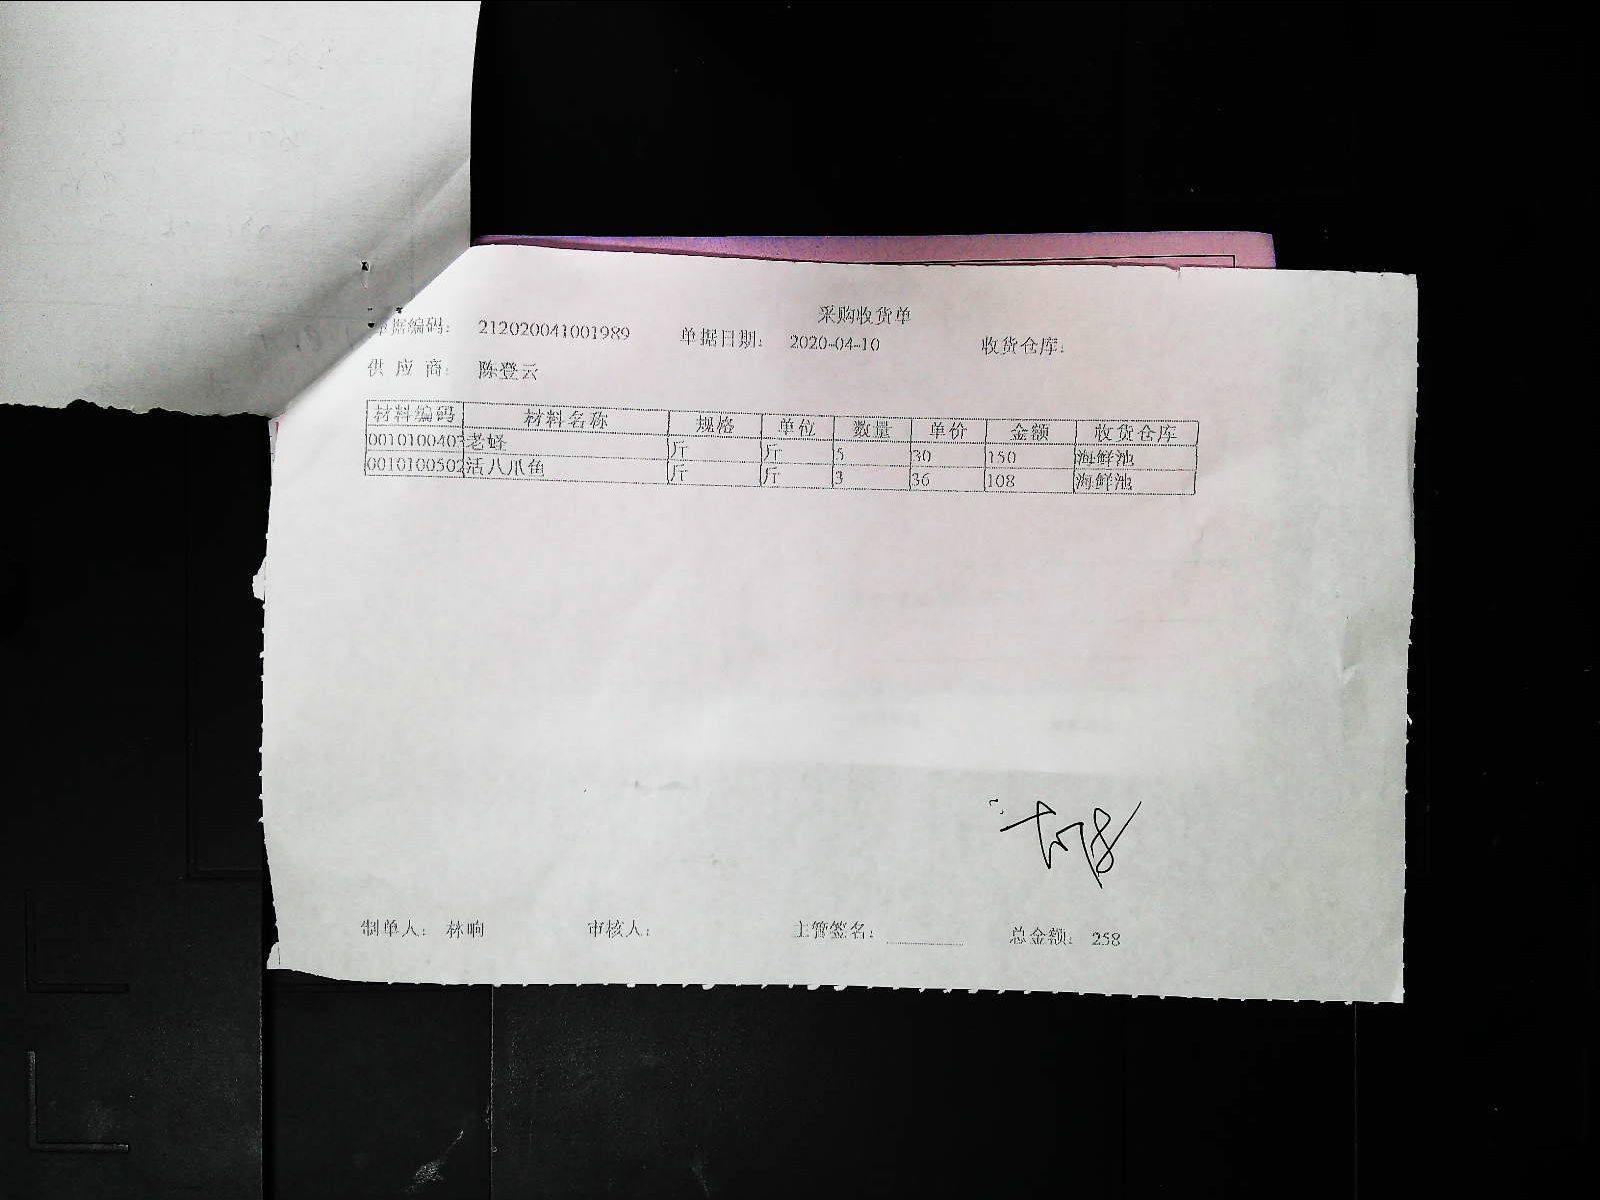 采购收货单
单据编码： 212020041001989 单据日期： 2020-04-10 收货仓库：
供应商： 陈登云
材料编码 材料名称 规格 单位 数量 单价 金额 收货仓库
0010100403 老蛏 斤 斤 5 30 150 海鲜池
0010100502 活八爪鱼 斤 斤 3 36 108 海鲜池
制单人： 林响 审核人： 主管签名： 总金额： 258